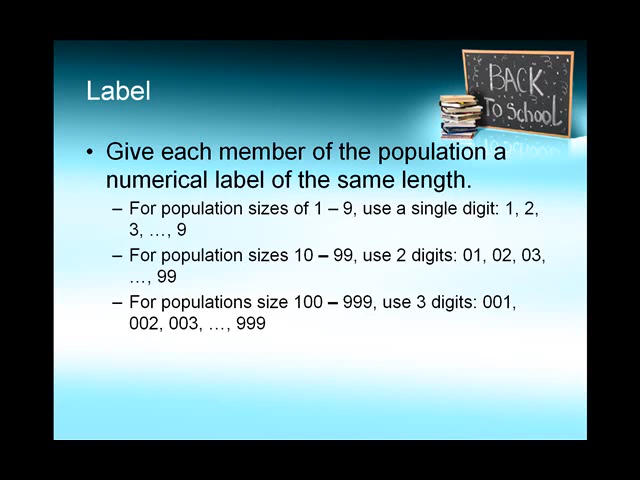 Label
BACK
To School
• Give each member of the population a
numerical label of the same length.
– For population sizes of 1 – 9, use a single digit: 1, 2,
3, …, 9
– For population sizes 10 – 99, use 2 digits: 01, 02, 03,
…, 99
– For populations size 100 – 999, use 3 digits: 001,
002, 003, …, 999